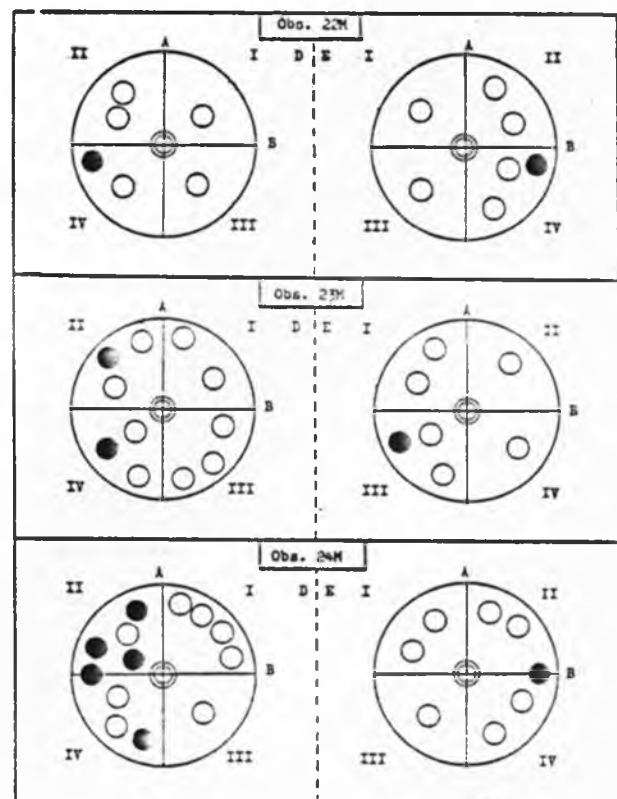 Obs. 22M
A A
II I D E I II
B B
IV III III IV
Obs. 23M
A A
II I D E I II
B B
IV III III IV
Obs. 24M
A A
II I D E I II
B B
IV III III IV